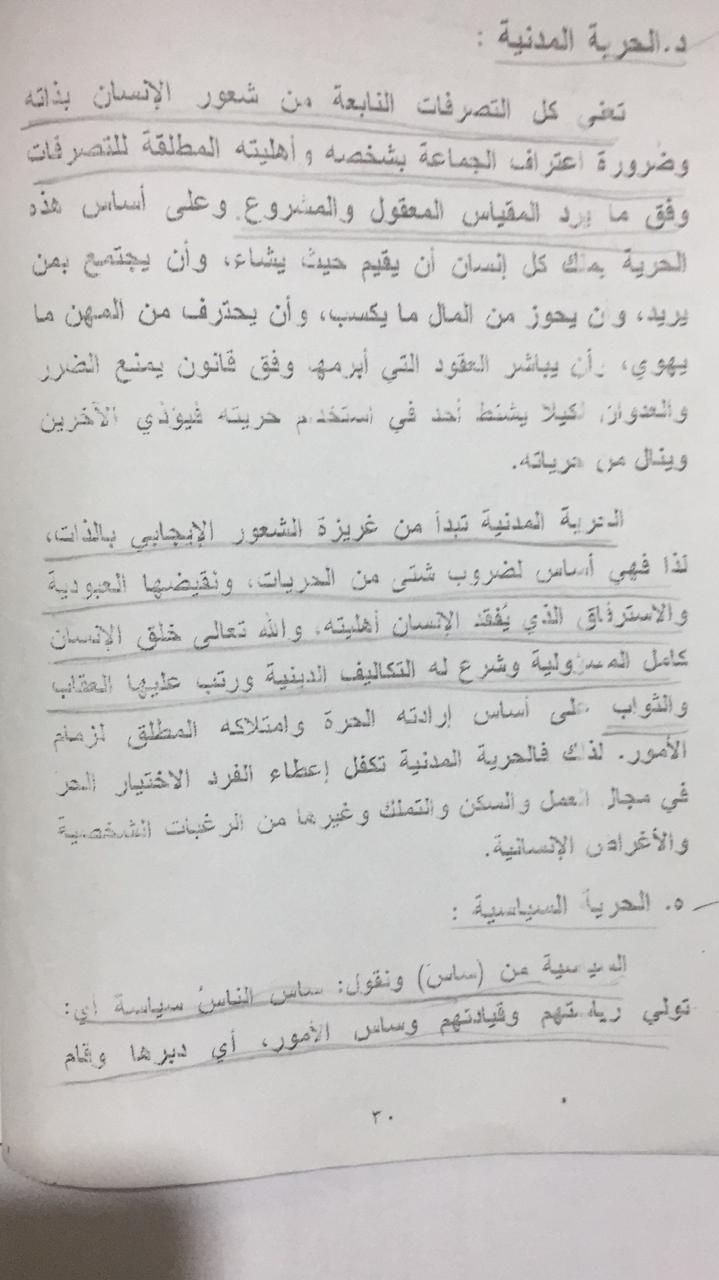 د.الحرية المدنية :
تعني كل التصرفات النابعة من شعور الإنسان بذاته
وضرورة اعتراف الجماعة بشخصه وأهليته المطلقة للتصرفات
وفق ما يرد المقياس المعقول والمشروع وعلى أساس هذه
الحرية يملك كل إنسان أن يقيم حيث يشاء، وأن يجتمع بمن
يريد، وأن يحوز من المال ما يكسب، وأن يحترف من المهن ما
يهوي، وأن يباشر العقود التي أبرمها وفق قانون يمنع الضرر
والعدوان لكيلا يشتط أحد في استخدام حريته فيؤذي الآخرين
وينال من حرياته.
الحرية المدنية تبدأ من غريزة الشعور الإيجابي بالذات،
لذا فهي أساس لضروب شتى من الحريات، ونقيضها العبودية
والاسترقاق الذي يُفقد الإنسان أهليته، والله تعالى خلق الإنسان
كامل المسؤولية وشرع له التكاليف الدينية ورتب عليها العقاب
والثواب على أساس إرادته الحرة وامتلاكه المطلق لزمام
الأمور. لذلك فالحرية المدنية تكفل إعطاء الفرد الاختيار الحر
في مجال العمل والسكن والتملك وغيرها من الرغبات الشخصية
والأغراض الإنسانية.
ه. الحرية السياسية :
السياسية من (ساسَ) ونقول: ساس الناسُ سياسة أي:
تولي رياستهم وقيادتهم وساس الأمور، أي دبرها وقام
٣٠